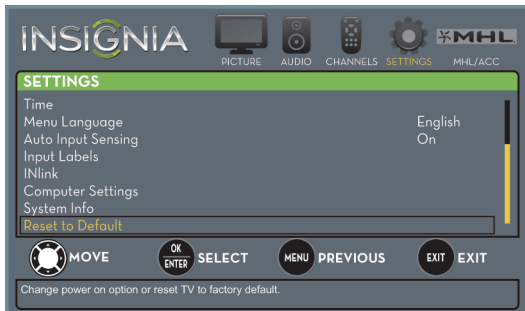 INSIGNIA
PICTURE AUDIO CHANNELS SETTINGS MHL MHL/ACC
SETTINGS
Time
Menu Language English
Auto Input Sensing On
Input Labels
INlink
Computer Settings
System Info
Reset to Default
MOVE OK ENTER SELECT MENU PREVIOUS EXIT EXIT
Change power on option or reset TV to factory default.